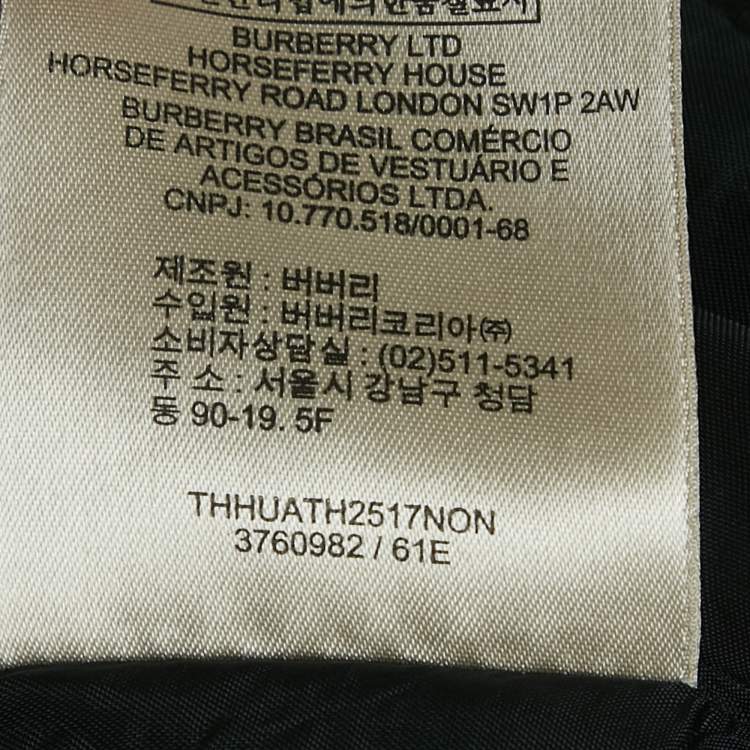 BURBERRY LTD
HORSEFERRY HOUSE
HORSEFERRY ROAD LONDON SW1P 2AW
BURBERRY BRASIL COMÉRCIO
DE ARTIGOS DE VESTUÁRIO E
ACESSÓRIOS LTDA.
CNPJ: 10.770.518/0001-68
제조원 : 버버리
수입원 : 버버리코리아㈜
소비자상담실 : (02)511-5341
주 소 : 서울시 강남구 청담
동 90-19. 5F
THHUATH2517NON
3760982 / 61E